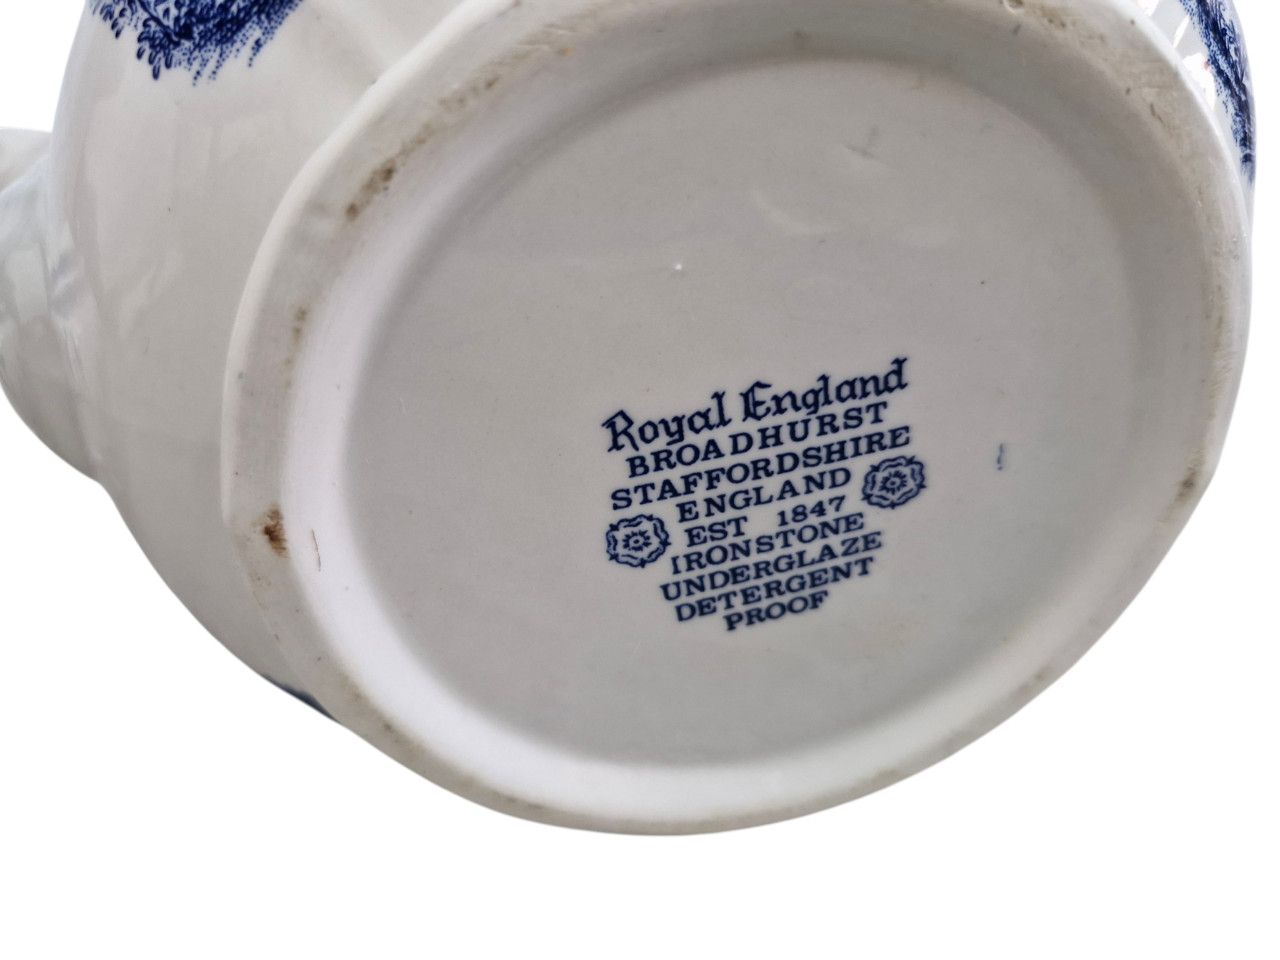 Royal England
BROADHURST
STAFFORDSHIRE
ENGLAND
EST 1847
IRONSTONE
UNDERGLAZE
DETERGENT
PROOF